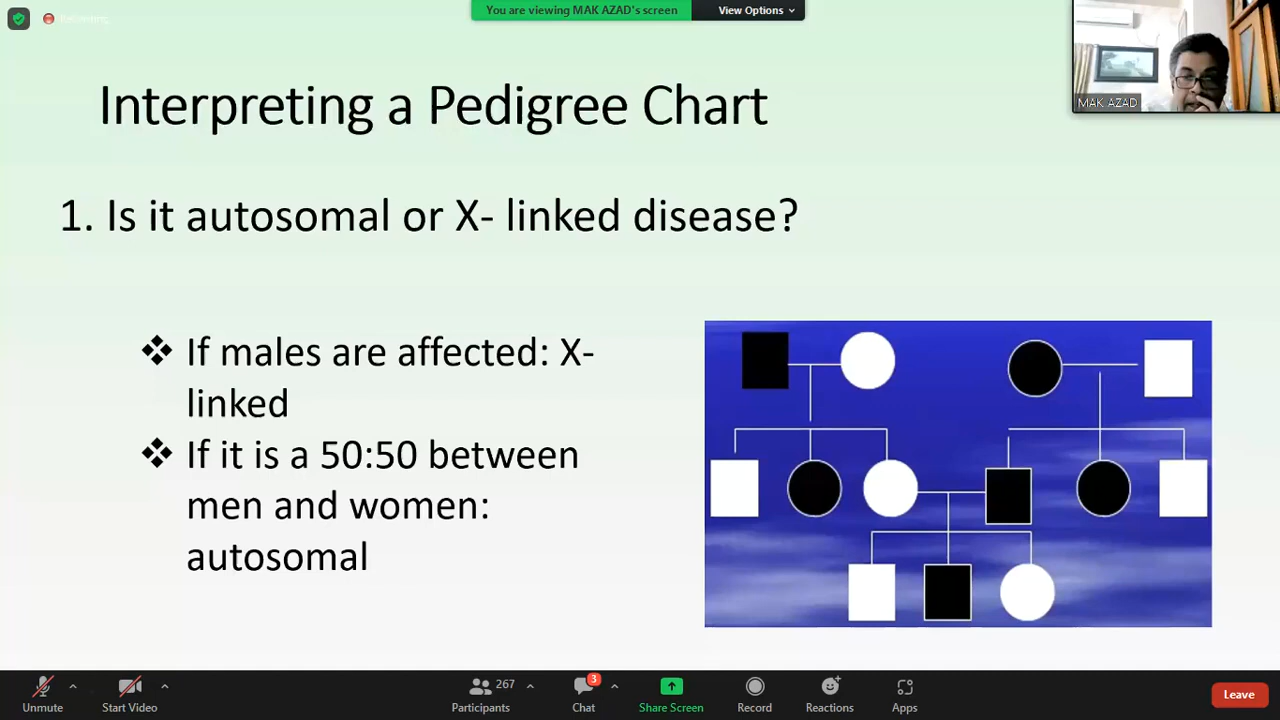 Recording
You are viewing MAK AZAD's screen
View Options
MAK AZAD
Interpreting a Pedigree Chart
1. Is it autosomal or X- linked disease?
❖ If males are affected: X-
linked
❖ If it is a 50:50 between
men and women:
autosomal
Unmute
Start Video
267
Participants
3
Chat
Share Screen
Record
Reactions
Apps
Leave